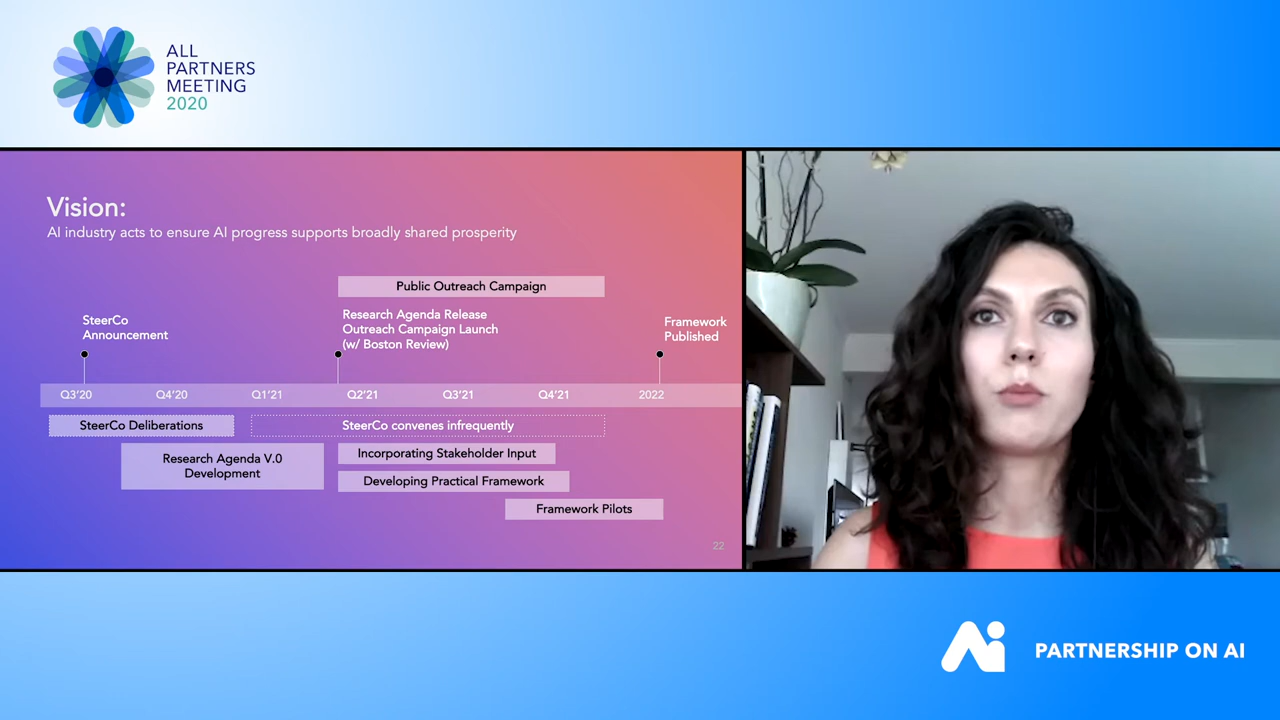 ALL
PARTNERS
MEETING
2020
Vision:
AI industry acts to ensure AI progress supports broadly shared prosperity
Public Outreach Campaign
SteerCo
Announcement
Research Agenda Release
Outreach Campaign Launch
(w/ Boston Review)
Framework
Published
Q3'20 Q4'20 Q1'21 Q2'21 Q3'21 Q4'21 2022
SteerCo Deliberations
SteerCo convenes infrequently
Research Agenda V.0
Development
Incorporating Stakeholder Input
Developing Practical Framework
Framework Pilots
22
PARTNERSHIP ON AI